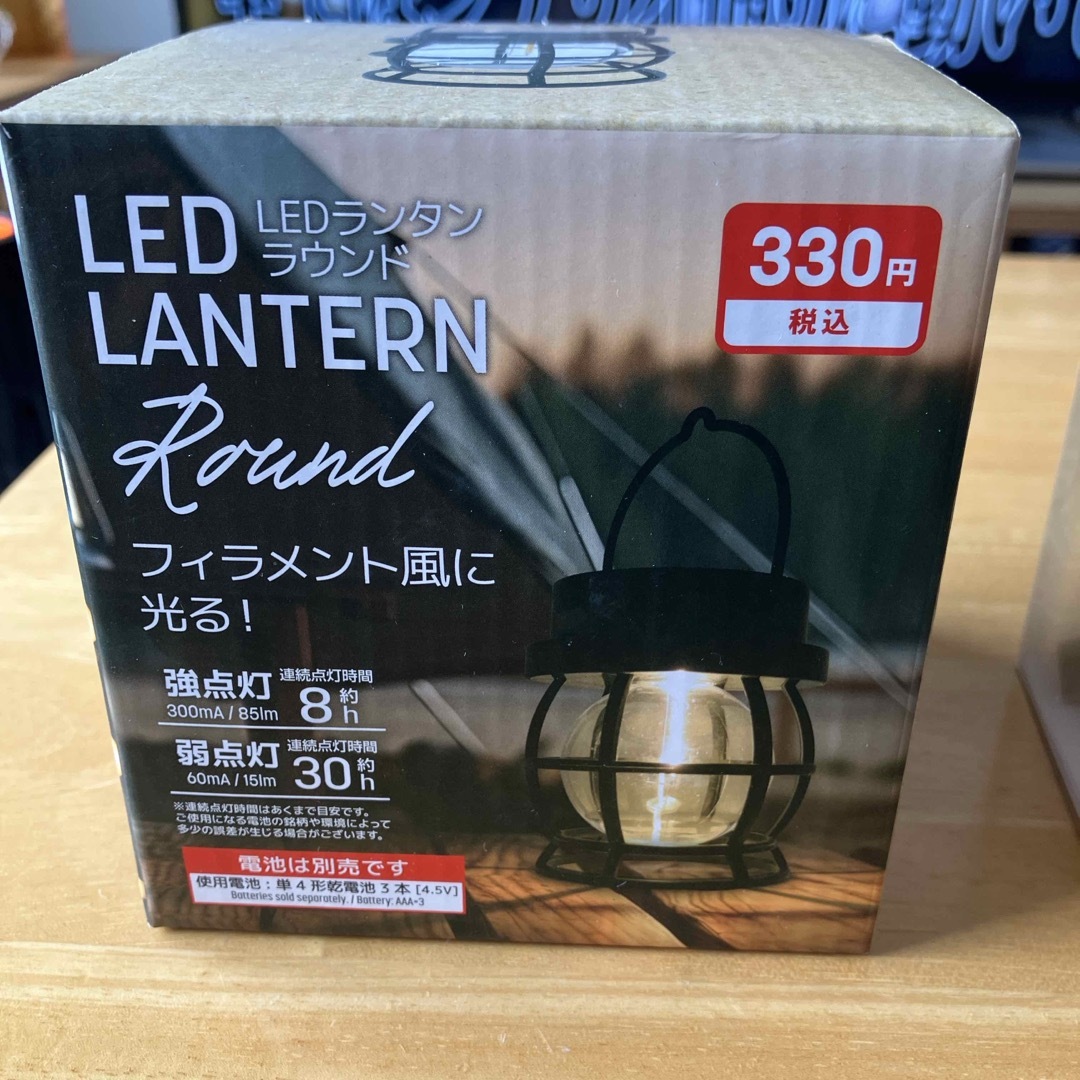 LED
LEDランタン
ラウンド
LANTERN
Round
330円
税込
フィラメント風に
光る!
強点灯
300mA / 85lm
連続点灯時間
約8h
弱点灯
60mA / 15lm
連続点灯時間
約30h
※連続点灯時間はあくまで目安です。
ご使用になる電池の銘柄や環境によって
多少の誤差が生じる場合がございます。
電池は別売です
使用電池:単4形乾電池3本[4.5V]
Batteries sold separately. / Battery: AAA×3